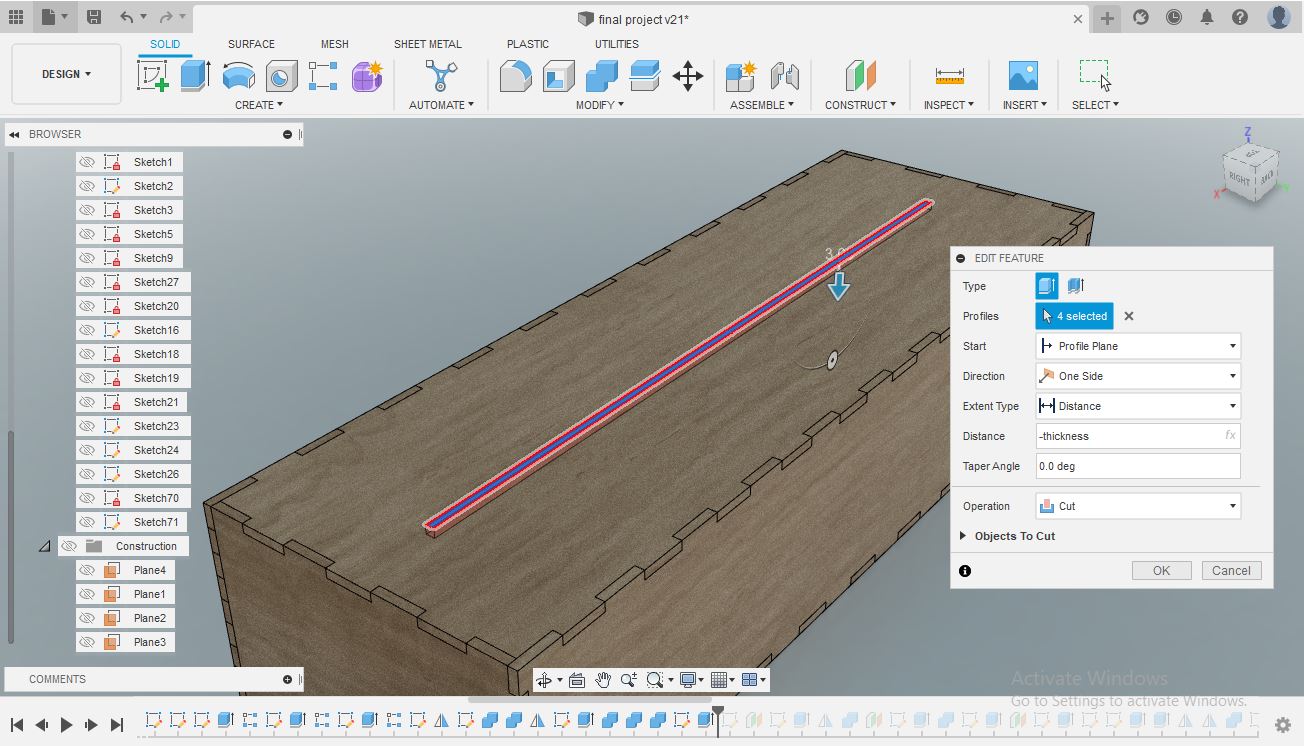 final project v21*
SOLID SURFACE MESH SHEET METAL PLASTIC UTILITIES
DESIGN
CREATE AUTOMATE MODIFY ASSEMBLE CONSTRUCT INSPECT INSERT SELECT
BROWSER
Sketch1
Sketch2
Sketch3
Sketch5
Sketch9
Sketch27
Sketch20
Sketch16
Sketch18
Sketch19
Sketch21
Sketch23
Sketch24
Sketch26
Sketch70
Sketch71
Construction
Plane4
Plane1
Plane2
Plane3
COMMENTS
Z
RIGHT
BACK
X
Y
EDIT FEATURE
Type
Profiles 4 selected
Start Profile Plane
Direction One Side
Extent Type Distance
Distance -thickness fx
Taper Angle 0.0 deg
Operation Cut
Objects To Cut
OK Cancel
Activate Windows
Go to Settings to activate Windows.